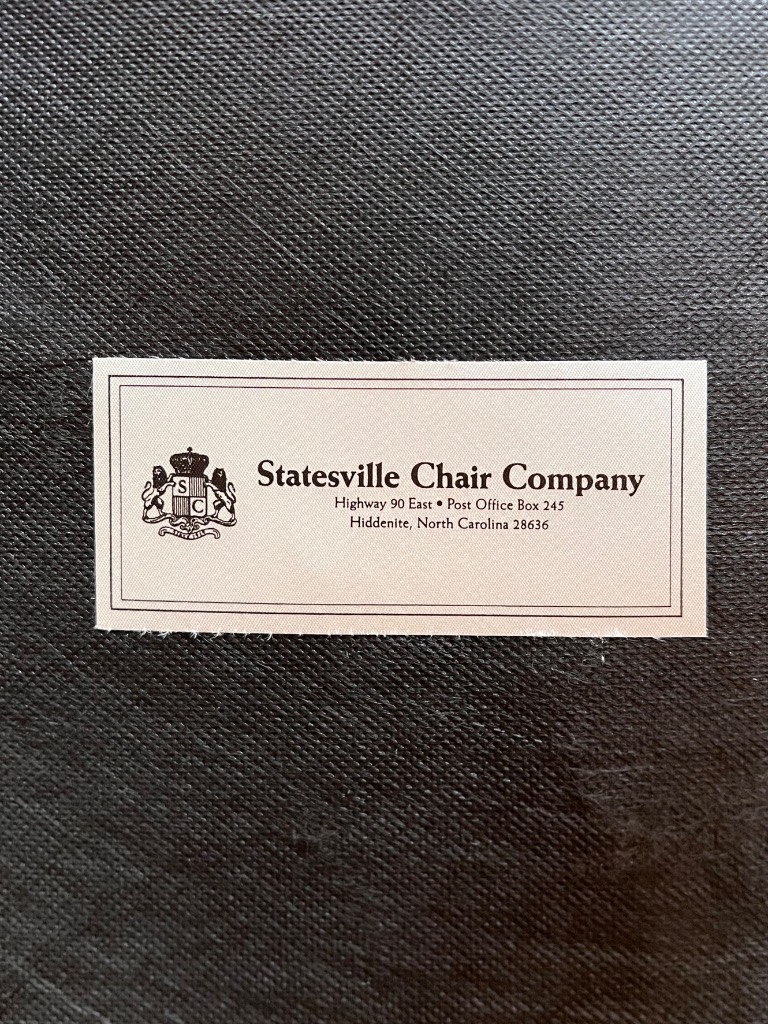 S
C
Statesville Chair Company
Highway 90 East • Post Office Box 245
Hiddenite, North Carolina 28636